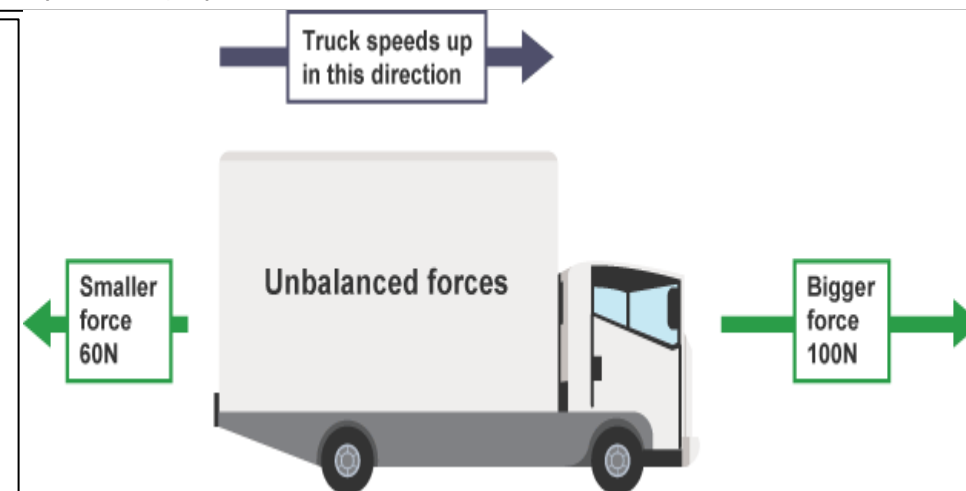 Truck speeds up
in this direction
Unbalanced forces
Smaller
force
60N
Bigger
force
100N